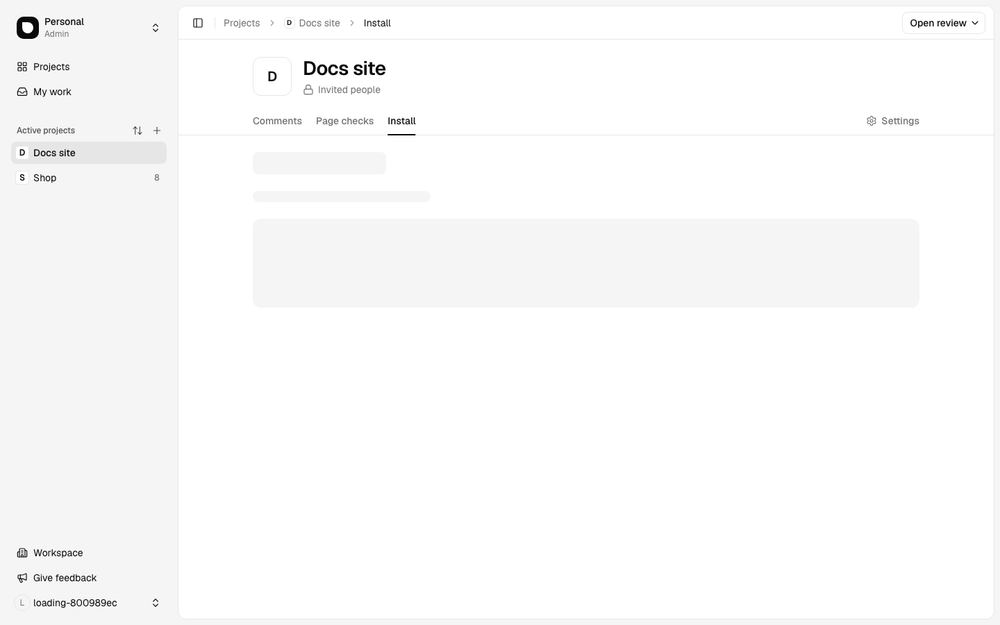 Personal
Admin
Projects
My work
Active projects
D Docs site
S Shop 8
Workspace
Give feedback
L loading-800989ec
Projects > D Docs site > Install
Open review
D
Docs site
Invited people
Comments Page checks Install
Settings